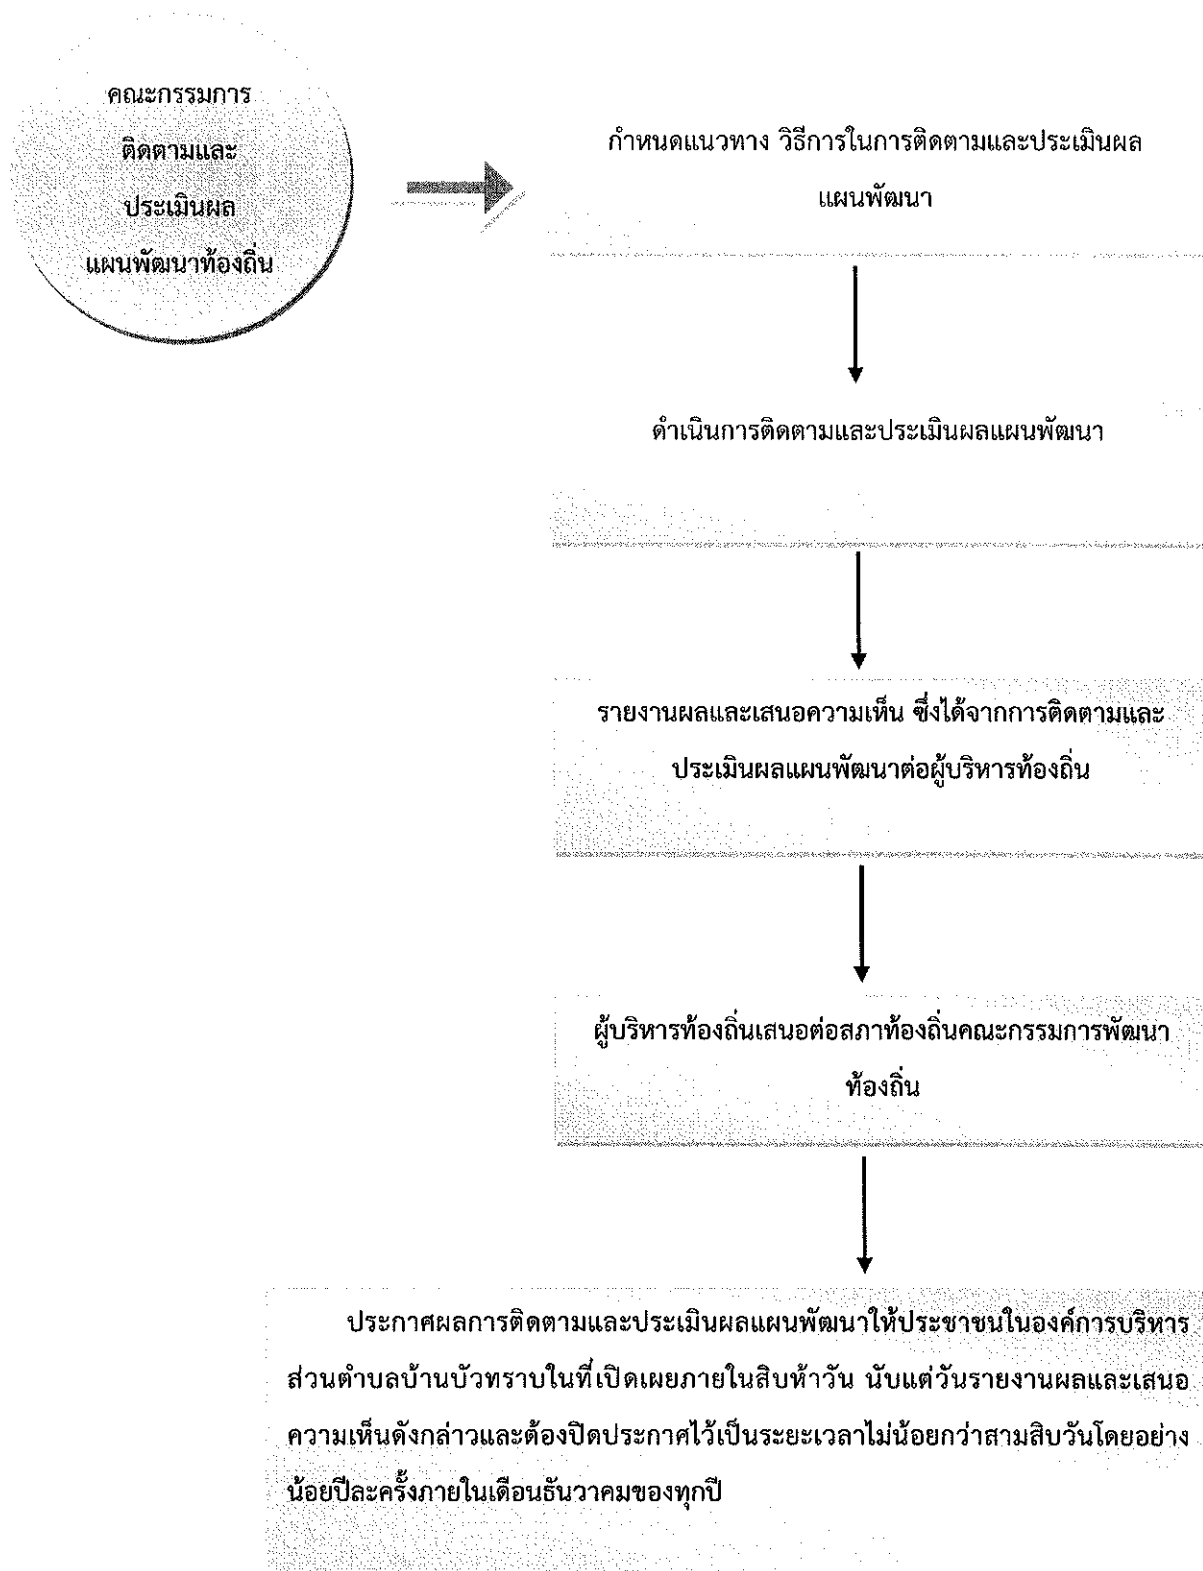 คณะกรรมการ
ติดตามและ
ประเมินผล
แผนพัฒนาท้องถิ่น
กำหนดแนวทาง วิธีการในการติดตามและประเมินผล
แผนพัฒนา
ดำเนินการติดตามและประเมินผลแผนพัฒนา
รายงานผลและเสนอความเห็น ซึ่งได้จากการติดตามและ
ประเมินผลแผนพัฒนาต่อผู้บริหารท้องถิ่น
ผู้บริหารท้องถิ่นเสนอต่อสภาท้องถิ่นคณะกรรมการพัฒนา
ท้องถิ่น
ประกาศผลการติดตามและประเมินผลแผนพัฒนาให้ประชาชนในองค์การบริหาร
ส่วนตำบลบ้านบัวทราบในที่เปิดเผยภายในสิบห้าวัน นับแต่วันรายงานผลและเสนอ
ความเห็นดังกล่าวและต้องปิดประกาศไว้เป็นระยะเวลาไม่น้อยกว่าสามสิบวันโดยอย่าง
น้อยปีละครั้งภายในเดือนธันวาคมของทุกปี